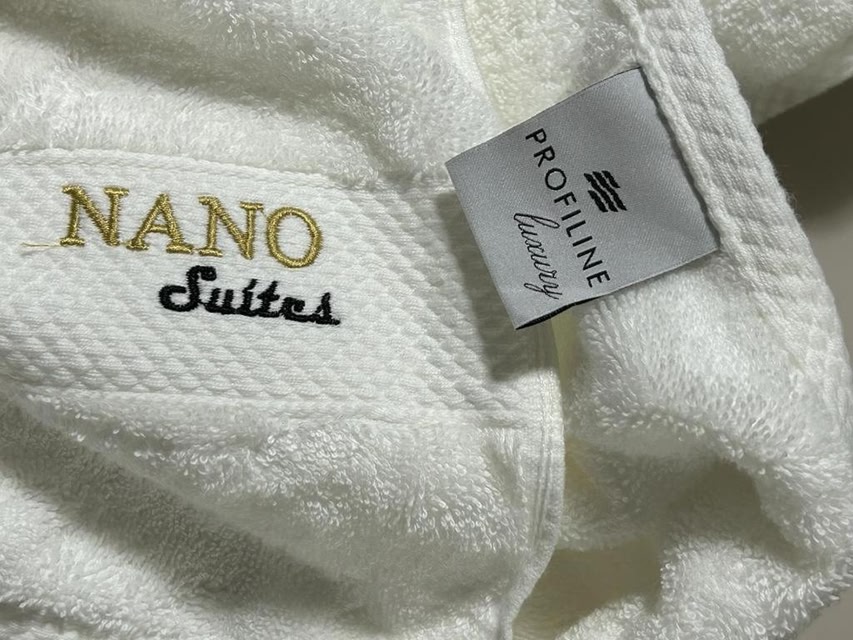 NANO
Suites
PROFILINE
luxury